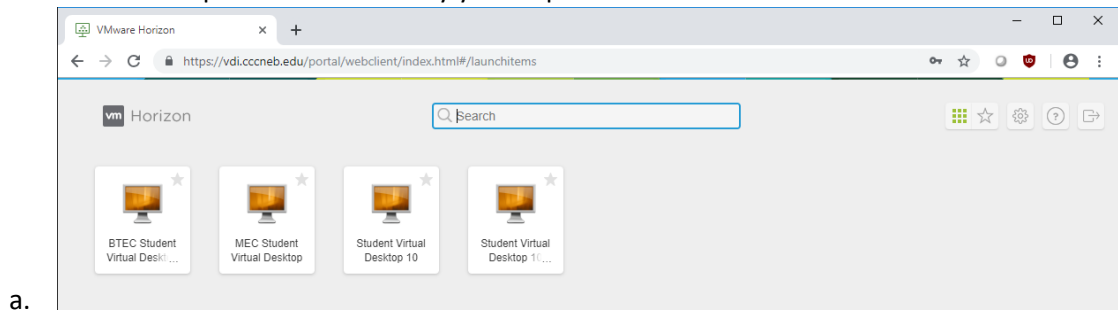 VMware Horizon
https://vdi.cccneb.edu/portal/webclient/index.html#/launchitems
vm Horizon
Search
BTEC Student
Virtual Deskt...
MEC Student
Virtual Desktop
Student Virtual
Desktop 10
Student Virtual
Desktop 10...
a.